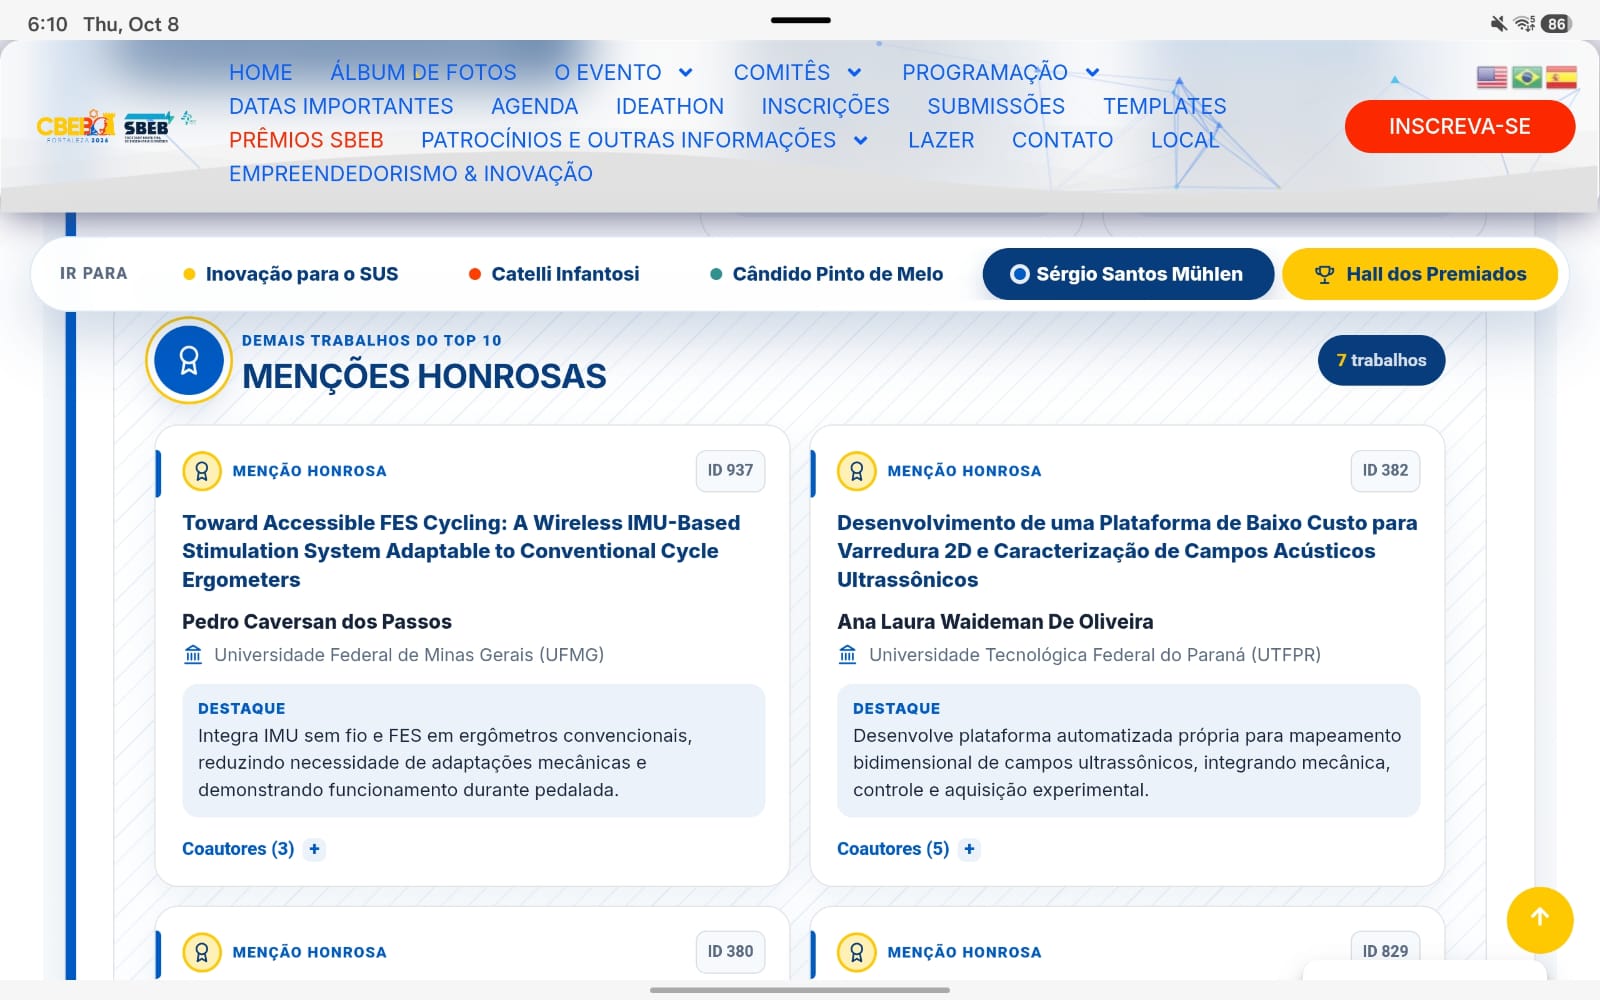 6:10 Thu, Oct 8
86
HOME ÁLBUM DE FOTOS O EVENTO COMITÊS PROGRAMAÇÃO
DATAS IMPORTANTES AGENDA IDEATHON INSCRIÇÕES SUBMISSÕES TEMPLATES
PRÊMIOS SBEB PATROCÍNIOS E OUTRAS INFORMAÇÕES LAZER CONTATO LOCAL
EMPREENDEDORISMO & INOVAÇÃO
CBEB
FORTALEZA 2026
SBEB
INSCREVA-SE
IR PARA Inovação para o SUS Catelli Infantosi Cândido Pinto de Melo Sérgio Santos Mühlen Hall dos Premiados
DEMAIS TRABALHOS DO TOP 10
MENÇÕES HONROSAS
7 trabalhos
MENÇÃO HONROSA ID 937
Toward Accessible FES Cycling: A Wireless IMU-Based
Stimulation System Adaptable to Conventional Cycle
Ergometers
Pedro Caversan dos Passos
Universidade Federal de Minas Gerais (UFMG)
DESTAQUE
Integra IMU sem fio e FES em ergômetros convencionais,
reduzindo necessidade de adaptações mecânicas e
demonstrando funcionamento durante pedalada.
Coautores (3) +
MENÇÃO HONROSA ID 382
Desenvolvimento de uma Plataforma de Baixo Custo para
Varredura 2D e Caracterização de Campos Acústicos
Ultrassônicos
Ana Laura Waideman De Oliveira
Universidade Tecnológica Federal do Paraná (UTFPR)
DESTAQUE
Desenvolve plataforma automatizada própria para mapeamento
bidimensional de campos ultrassônicos, integrando mecânica,
controle e aquisição experimental.
Coautores (5) +
MENÇÃO HONROSA ID 380
MENÇÃO HONROSA ID 829